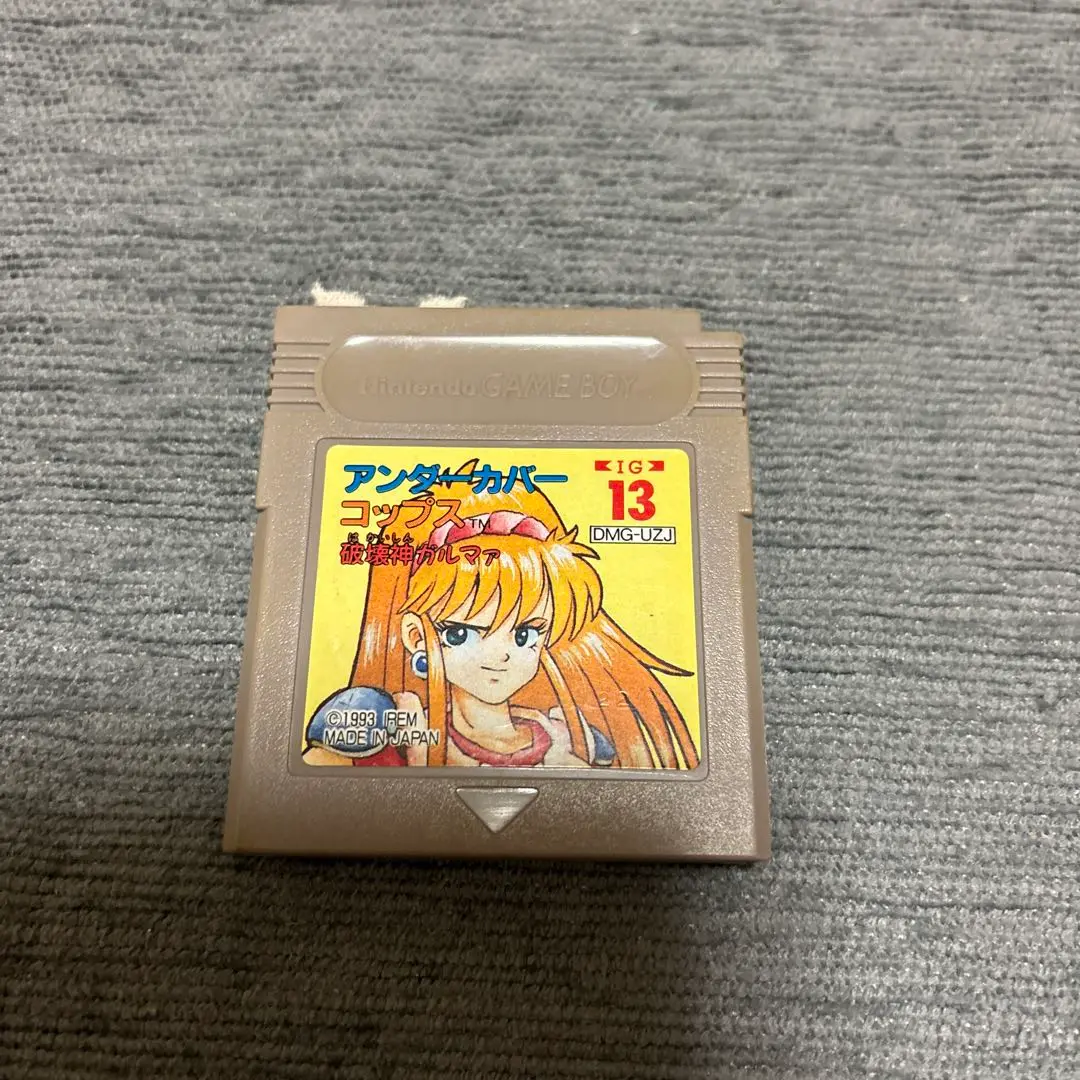 Nintendo GAME BOY
アンダーカバー
コップス™
は かいしん
破壊神ガルマァ
IG
13
DMG-UZJ
22
©1993 IREM
MADE IN JAPAN